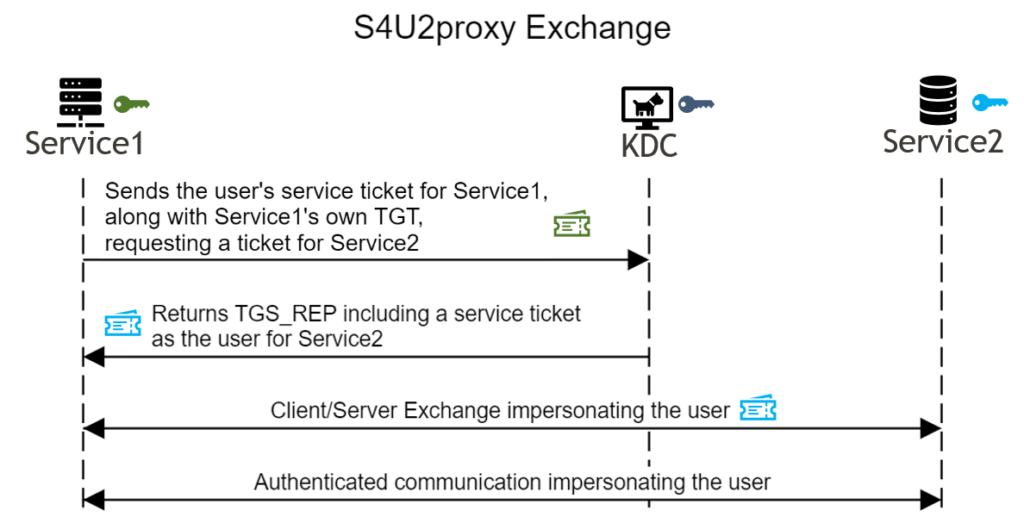 S4U2proxy Exchange
Service1
KDC
Service2
Sends the user's service ticket for Service1,
along with Service1's own TGT,
requesting a ticket for Service2
Returns TGS_REP including a service ticket
as the user for Service2
Client/Server Exchange impersonating the user
Authenticated communication impersonating the user